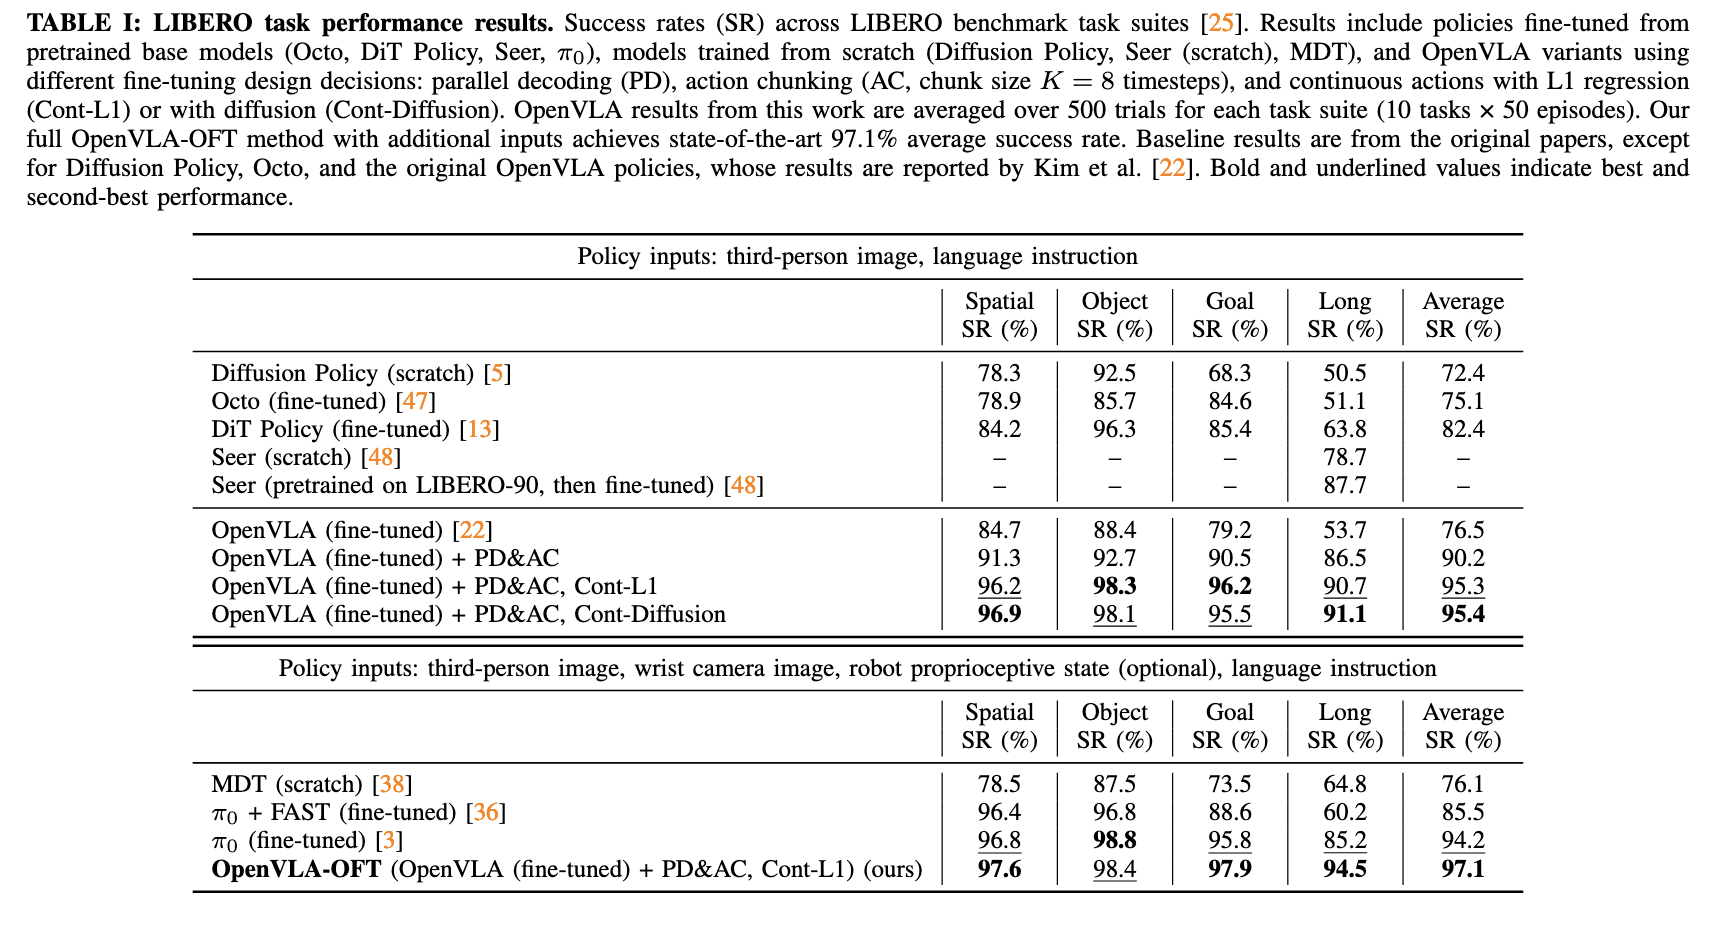 TABLE I: LIBERO task performance results. Success rates (SR) across LIBERO benchmark task suites [25]. Results include policies fine-tuned from
pretrained base models (Octo, DiT Policy, Seer, π₀), models trained from scratch (Diffusion Policy, Seer (scratch), MDT), and OpenVLA variants using
different fine-tuning design decisions: parallel decoding (PD), action chunking (AC, chunk size K = 8 timesteps), and continuous actions with L1 regression
(Cont-L1) or with diffusion (Cont-Diffusion). OpenVLA results from this work are averaged over 500 trials for each task suite (10 tasks × 50 episodes). Our
full OpenVLA-OFT method with additional inputs achieves state-of-the-art 97.1% average success rate. Baseline results are from the original papers, except
for Diffusion Policy, Octo, and the original OpenVLA policies, whose results are reported by Kim et al. [22]. Bold and underlined values indicate best and
second-best performance.
Policy inputs: third-person image, language instruction
Spatial Object Goal Long Average
SR (%) SR (%) SR (%) SR (%) SR (%)
Diffusion Policy (scratch) [5] 78.3 92.5 68.3 50.5 72.4
Octo (fine-tuned) [47] 78.9 85.7 84.6 51.1 75.1
DiT Policy (fine-tuned) [13] 84.2 96.3 85.4 63.8 82.4
Seer (scratch) [48] – – – 78.7 –
Seer (pretrained on LIBERO-90, then fine-tuned) [48] – – – 87.7 –
OpenVLA (fine-tuned) [22] 84.7 88.4 79.2 53.7 76.5
OpenVLA (fine-tuned) + PD&AC 91.3 92.7 90.5 86.5 90.2
OpenVLA (fine-tuned) + PD&AC, Cont-L1 96.2 98.3 96.2 90.7 95.3
OpenVLA (fine-tuned) + PD&AC, Cont-Diffusion 96.9 98.1 95.5 91.1 95.4
Policy inputs: third-person image, wrist camera image, robot proprioceptive state (optional), language instruction
Spatial Object Goal Long Average
SR (%) SR (%) SR (%) SR (%) SR (%)
MDT (scratch) [38] 78.5 87.5 73.5 64.8 76.1
π₀ + FAST (fine-tuned) [36] 96.4 96.8 88.6 60.2 85.5
π₀ (fine-tuned) [3] 96.8 98.8 95.8 85.2 94.2
OpenVLA-OFT (OpenVLA (fine-tuned) + PD&AC, Cont-L1) (ours) 97.6 98.4 97.9 94.5 97.1